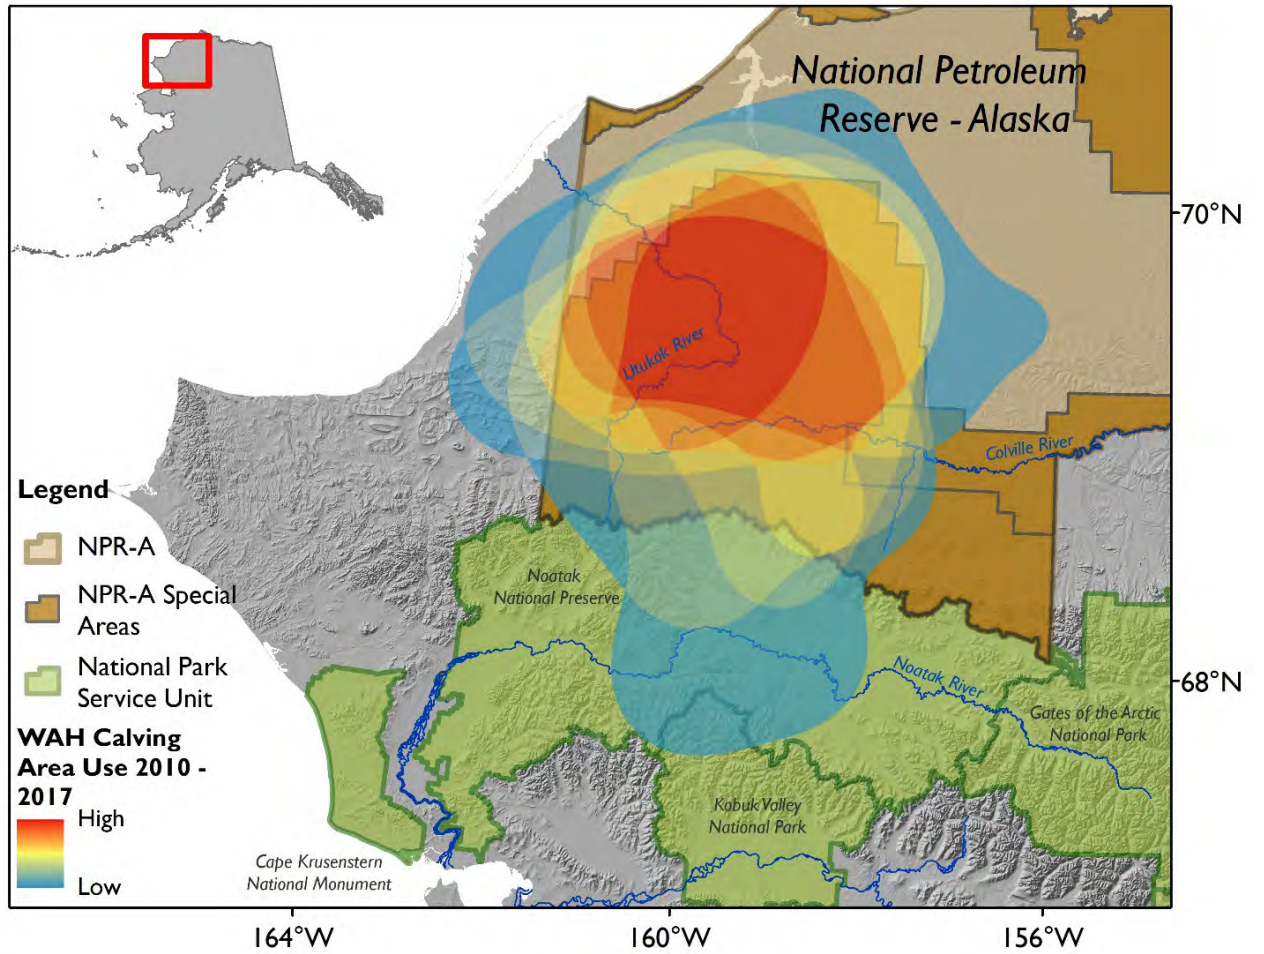 National Petroleum
Reserve - Alaska
70°N
Utukok River
Colville River
Legend
NPR-A
NPR-A Special
Areas
National Park
Service Unit
WAH Calving
Area Use 2010 -
2017
High
Low
Noatak
National Preserve
Noatak River
68°N
Gates of the Arctic
National Park
Kobuk Valley
National Park
Cape Krusenstern
National Monument
164°W
160°W
156°W